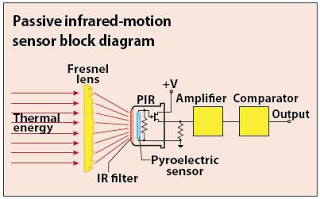 Passive infrared-motion
sensor block diagram
Fresnel
lens
+V
PIR
Amplifier
Comparator
Output
Thermal
energy
Pyroelectric
sensor
IR filter